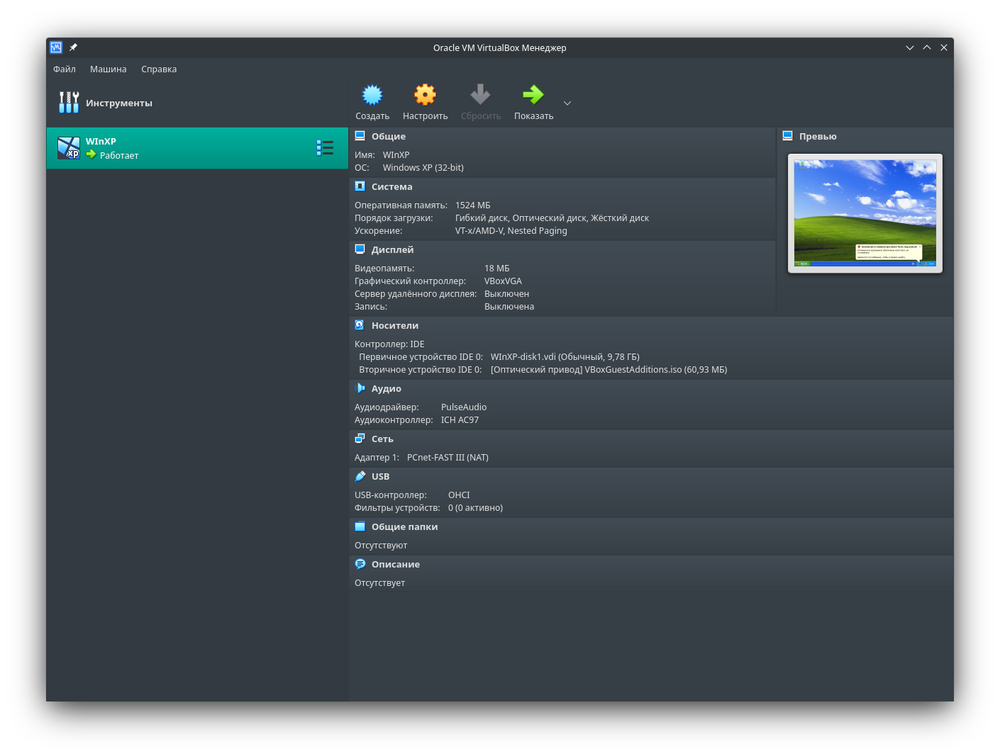 Oracle VM VirtualBox Менеджер
Файл Машина Справка
Инструменты
Создать Настроить Сбросить Показать
WInXP
Работает
Общие
Имя: WInXP
ОС: Windows XP (32-bit)
Система
Оперативная память: 1524 МБ
Порядок загрузки: Гибкий диск, Оптический диск, Жёсткий диск
Ускорение: VT-x/AMD-V, Nested Paging
Дисплей
Видеопамять: 18 МБ
Графический контроллер: VBoxVGA
Сервер удалённого дисплея: Выключен
Запись: Выключена
Превью
Носители
Контроллер: IDE
Первичное устройство IDE 0: WInXP-disk1.vdi (Обычный, 9,78 ГБ)
Вторичное устройство IDE 0: [Оптический привод] VBoxGuestAdditions.iso (60,93 МБ)
Аудио
Аудиодрайвер: PulseAudio
Аудиоконтроллер: ICH AC97
Сеть
Адаптер 1: PCnet-FAST III (NAT)
USB
USB-контроллер: OHCI
Фильтры устройств: 0 (0 активно)
Общие папки
Отсутствуют
Описание
Отсутствует